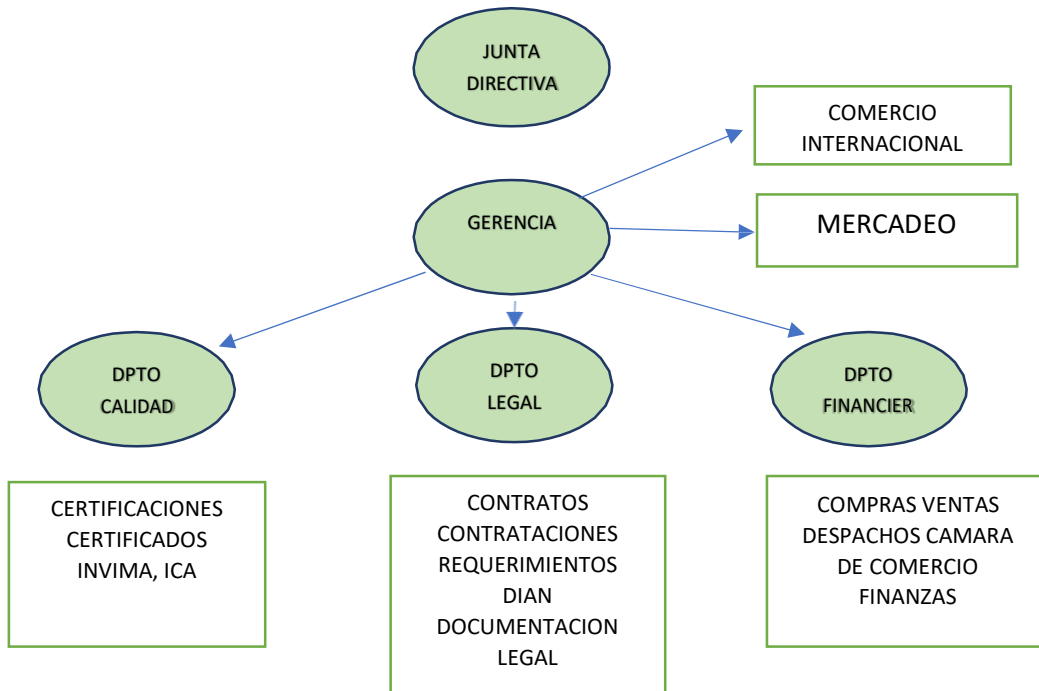 JUNTA
DIRECTIVA
COMERCIO
INTERNACIONAL
GERENCIA
MERCADEO
DPTO
CALIDAD
DPTO
LEGAL
DPTO
FINANCIER
CERTIFICACIONES
CERTIFICADOS
INVIMA, ICA
CONTRATOS
CONTRATACIONES
REQUERIMIENTOS
DIAN
DOCUMENTACION
LEGAL
COMPRAS VENTAS
DESPACHOS CAMARA
DE COMERCIO
FINANZAS